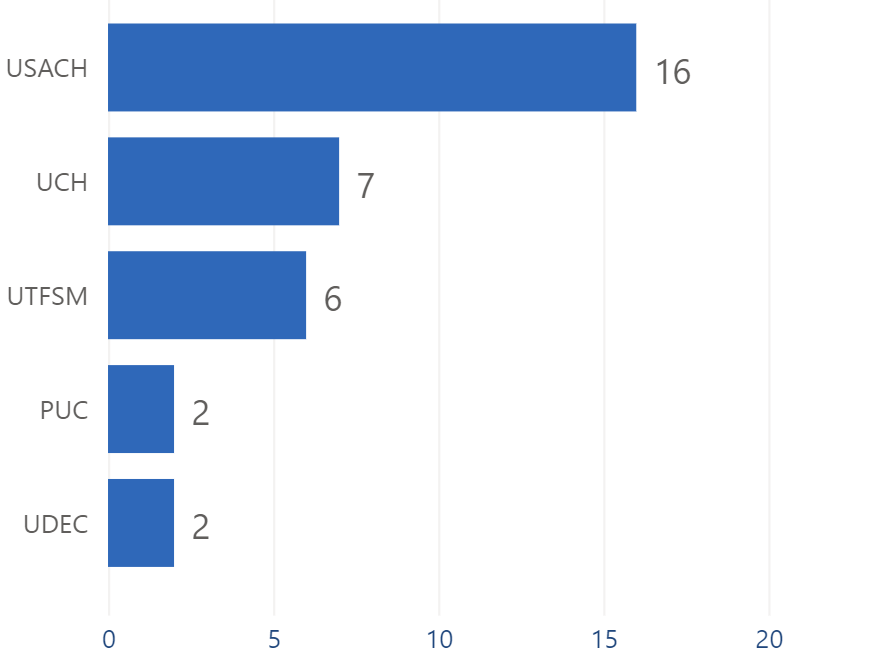 USACH 16
UCH 7
UTFSM 6
PUC 2
UDEC 2
0 5 10 15 20